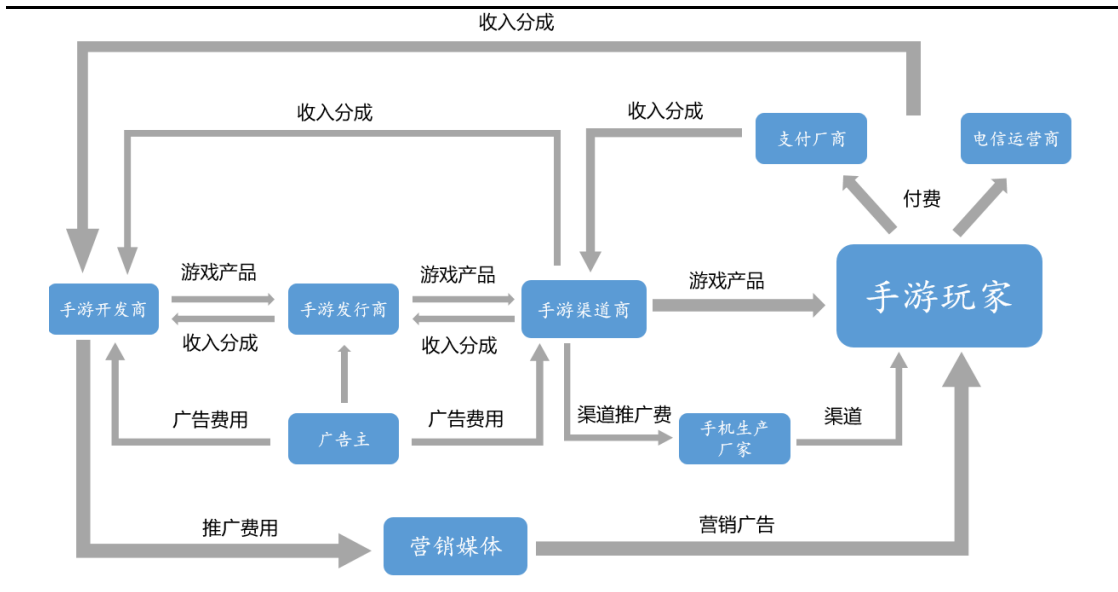 收入分成
收入分成
收入分成
支付厂商
电信运营商
付费
游戏产品
游戏产品
游戏产品
手游开发商
手游发行商
手游渠道商
手游玩家
收入分成
收入分成
广告费用
广告主
广告费用
渠道推广费
手机生产
厂家
渠道
推广费用
营销媒体
营销广告